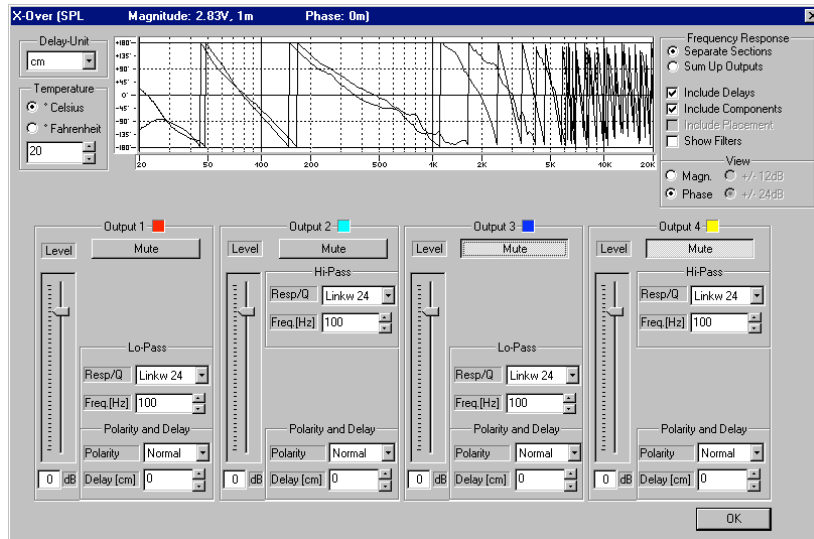 X-Over (SPL Magnitude: 2.83V, 1m Phase: 0m)
Delay-Unit
cm
Temperature
° Celsius
° Fahrenheit
20
+180°
+135°
+90°
+45°
0
-45°
-90°
-135°
-180°
20 50 100 200 500 1K 2K 5K 10K 20K
Frequency Response
Separate Sections
Sum Up Outputs
Include Delays
Include Components
Include Placement
Show Filters
View
Magn. +/- 12dB
Phase +/- 24dB
Output 1
Level Mute
Lo-Pass
Resp/Q Linkw 24
Freq.[Hz] 100
Polarity and Delay
Polarity Normal
0 dB Delay [cm] 0
Output 2
Level Mute
Hi-Pass
Resp/Q Linkw 24
Freq.[Hz] 100
Polarity and Delay
Polarity Normal
0 dB Delay [cm] 0
Output 3
Level Mute
Lo-Pass
Resp/Q Linkw 24
Freq.[Hz] 100
Polarity and Delay
Polarity Normal
0 dB Delay [cm] 0
Output 4
Level Mute
Hi-Pass
Resp/Q Linkw 24
Freq.[Hz] 100
Polarity and Delay
Polarity Normal
0 dB Delay [cm] 0
OK